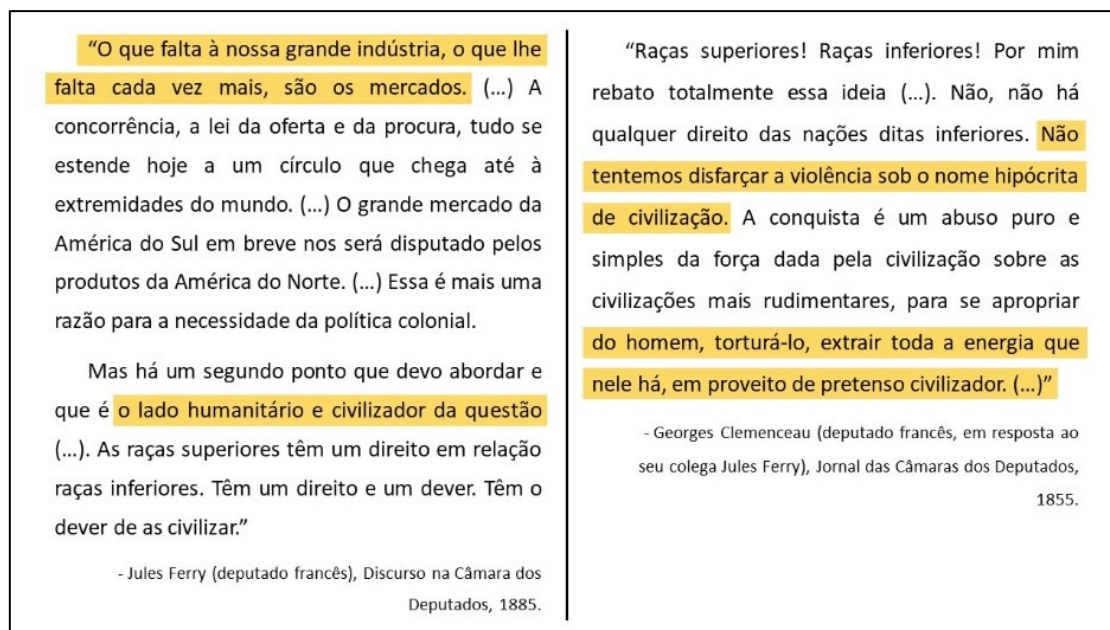 “O que falta à nossa grande indústria, o que lhe
falta cada vez mais, são os mercados. (...) A
concorrência, a lei da oferta e da procura, tudo se
estende hoje a um círculo que chega até à
extremidades do mundo. (...) O grande mercado da
América do Sul em breve nos será disputado pelos
produtos da América do Norte. (...) Essa é mais uma
razão para a necessidade da política colonial.
Mas há um segundo ponto que devo abordar e
que é o lado humanitário e civilizador da questão
(...). As raças superiores têm um direito em relação
raças inferiores. Têm um direito e um dever. Têm o
dever de as civilizar.”
- Jules Ferry (deputado francês), Discurso na Câmara dos
Deputados, 1885.
“Raças superiores! Raças inferiores! Por mim
rebato totalmente essa ideia (...). Não, não há
qualquer direito das nações ditas inferiores. Não
tentemos disfarçar a violência sob o nome hipócrita
de civilização. A conquista é um abuso puro e
simples da força dada pela civilização sobre as
civilizações mais rudimentares, para se apropriar
do homem, torturá-lo, extrair toda a energia que
nele há, em proveito de pretenso civilizador. (...)”
- Georges Clemenceau (deputado francês, em resposta ao
seu colega Jules Ferry), Jornal das Câmaras dos Deputados,
1855.